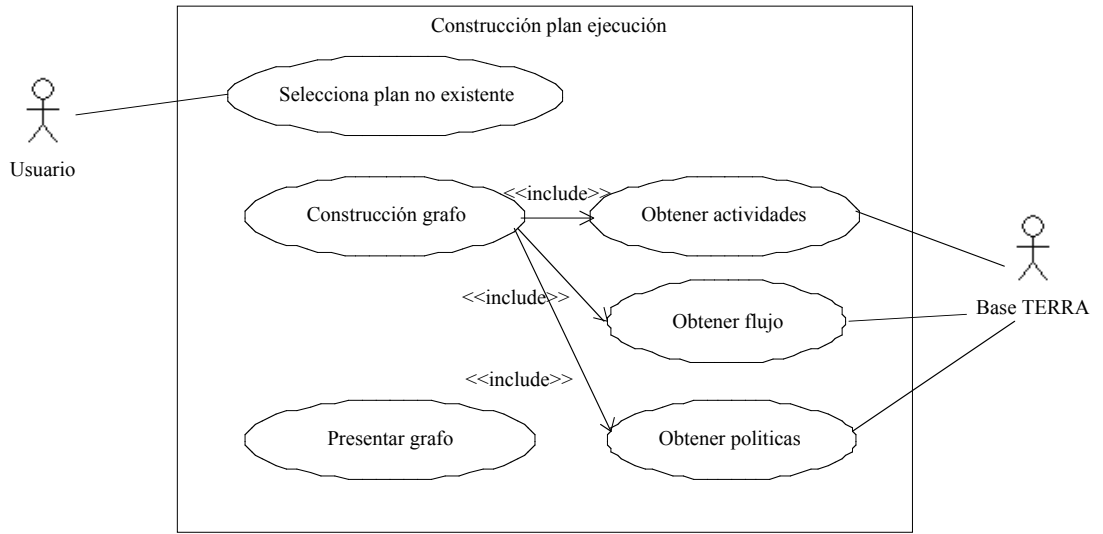 Construcción plan ejecución
Selecciona plan no existente
Usuario
<<include>>
Construcción grafo
Obtener actividades
<<include>>
Obtener flujo
Base TERRA
<<include>>
Presentar grafo
Obtener politicas